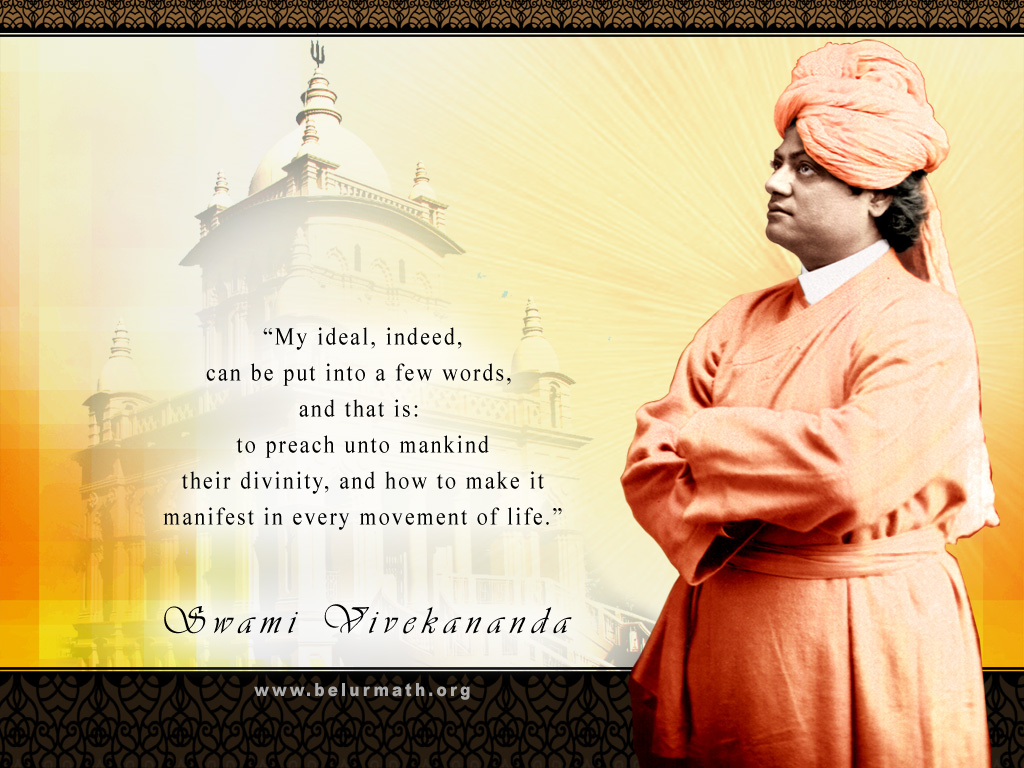 “My ideal, indeed,
can be put into a few words,
and that is:
to preach unto mankind
their divinity, and how to make it
manifest in every movement of life.”
Swami Vivekananda
www.belurmath.org